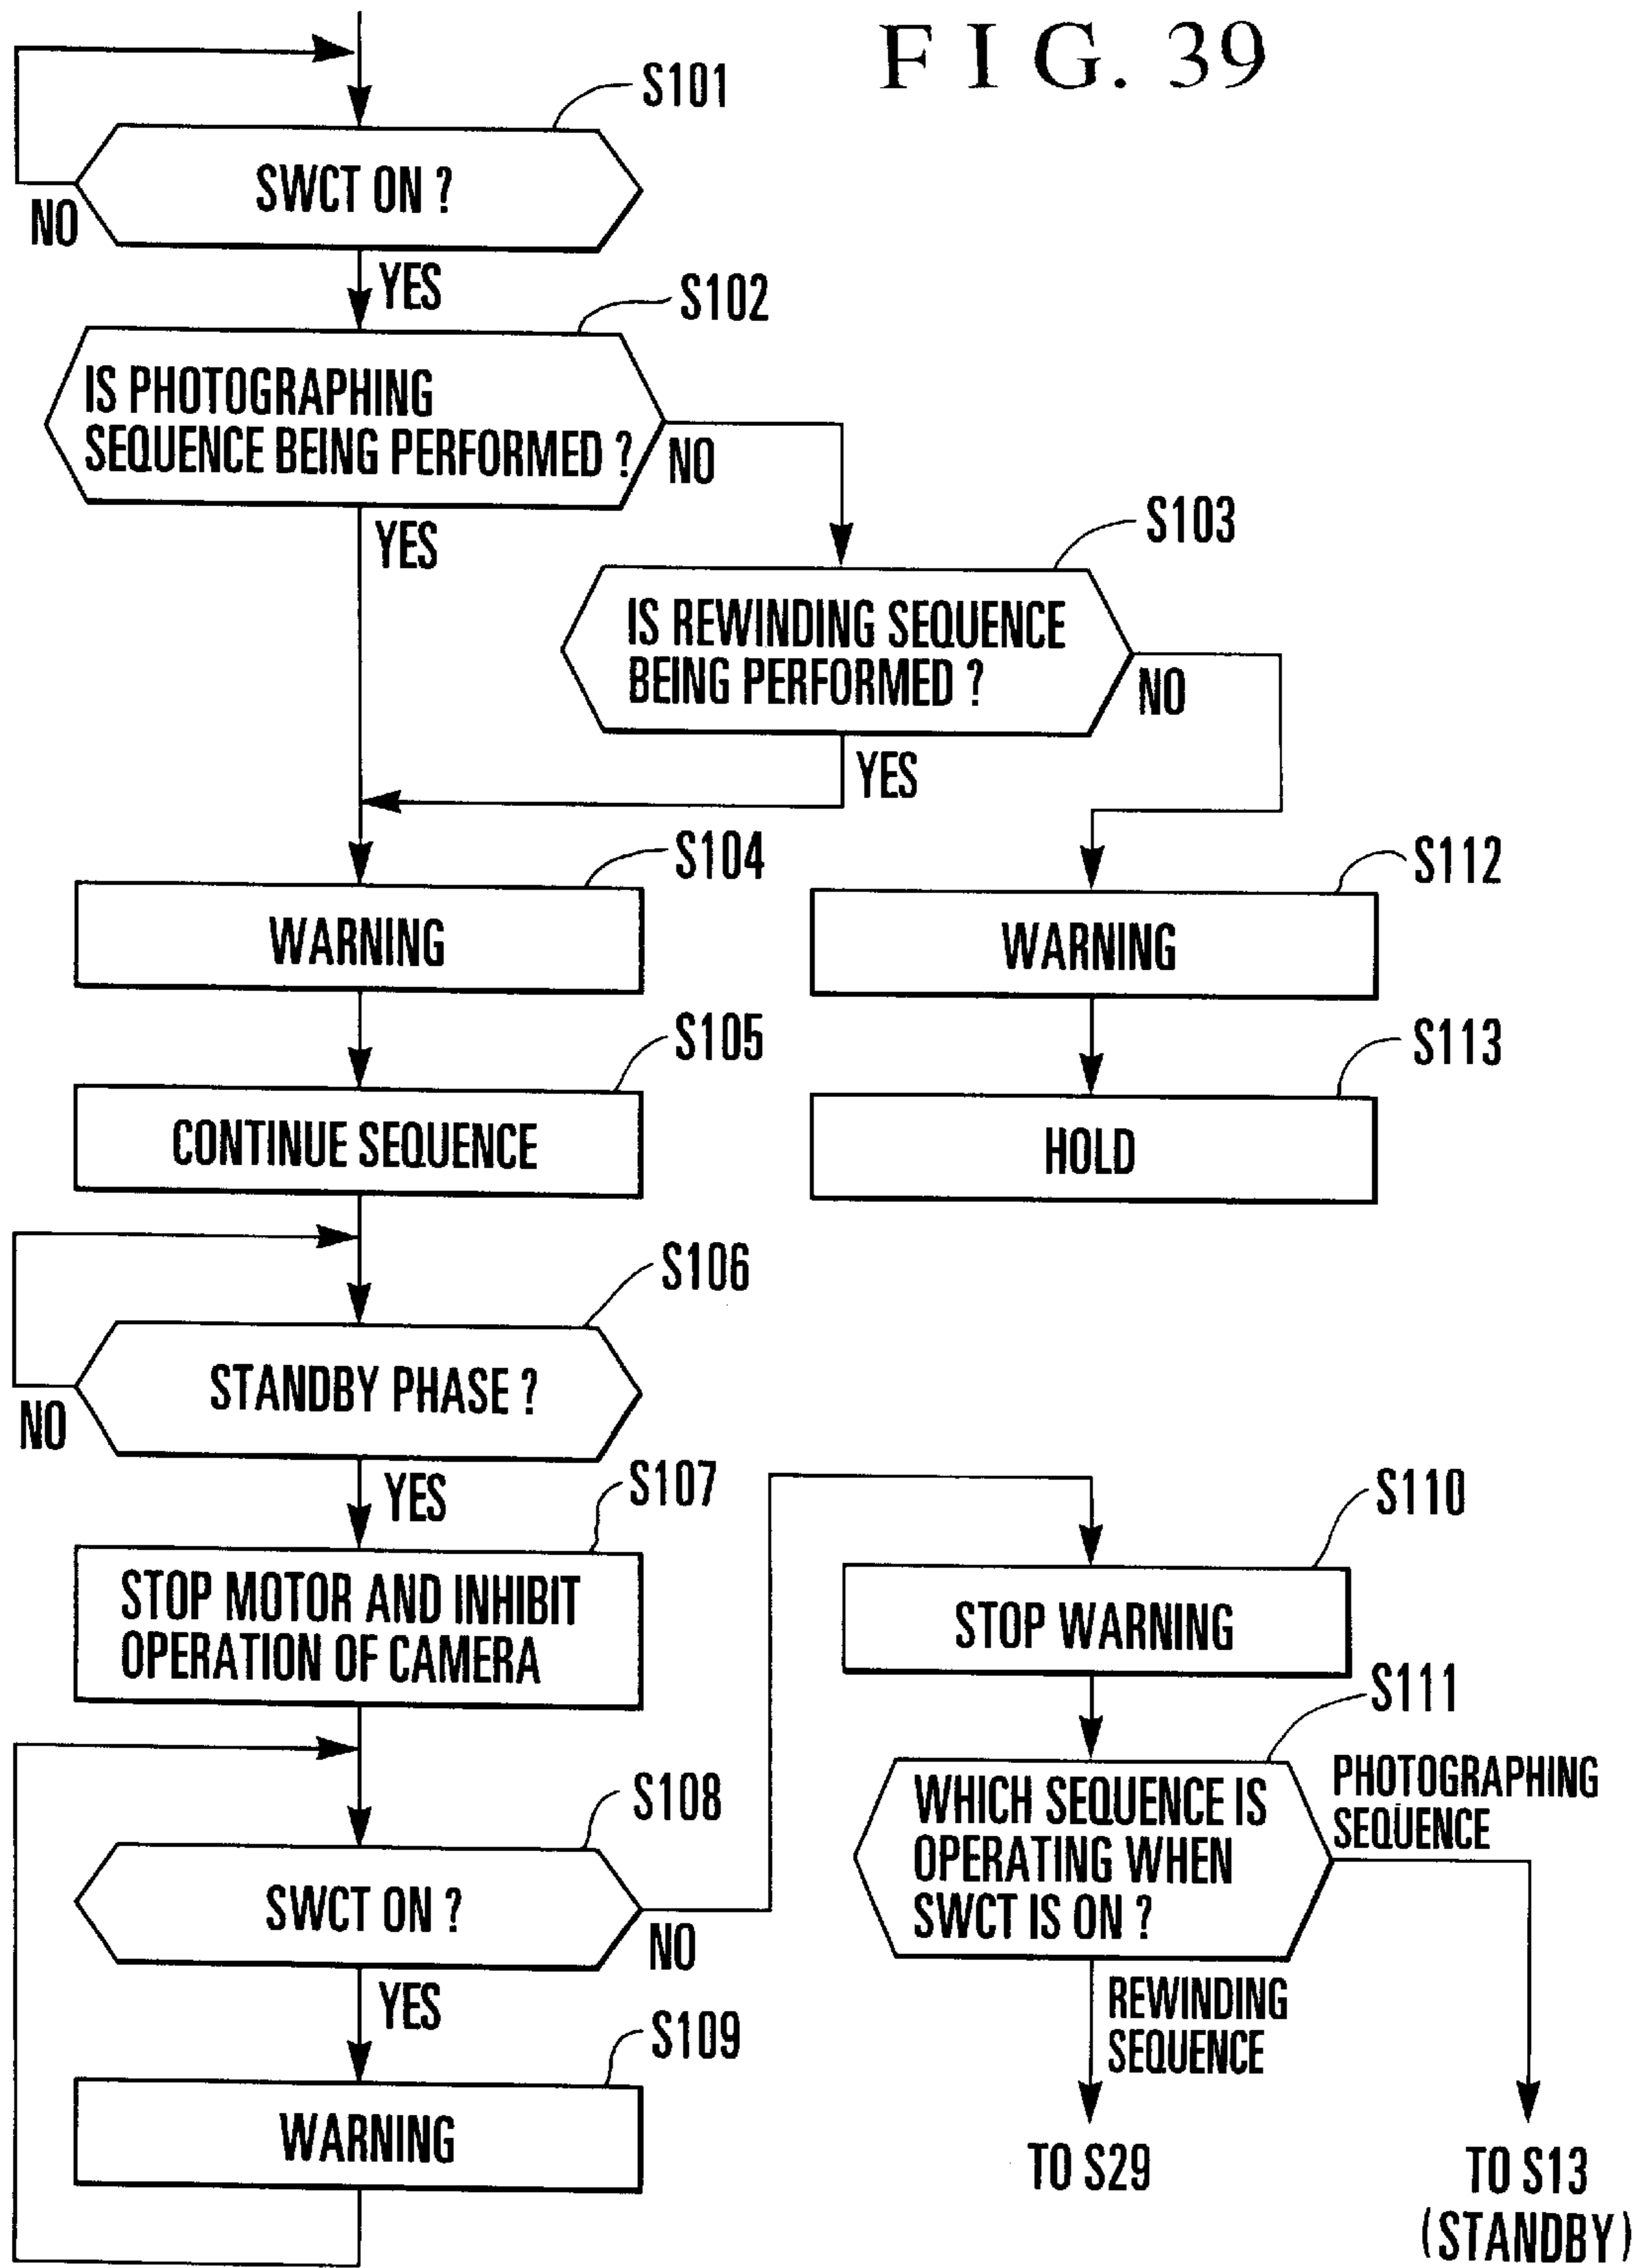 FIG. 39
S101
SWCT ON ?
NO
YES
S102
IS PHOTOGRAPHING
SEQUENCE BEING PERFORMED ?
NO
YES
S103
IS REWINDING SEQUENCE
BEING PERFORMED ?
NO
YES
S104
WARNING
S112
WARNING
S105
CONTINUE SEQUENCE
S113
HOLD
S106
STANDBY PHASE ?
NO
YES
S107
STOP MOTOR AND INHIBIT
OPERATION OF CAMERA
S110
STOP WARNING
S108
SWCT ON ?
NO
YES
S111
WHICH SEQUENCE IS
OPERATING WHEN
SWCT IS ON ?
PHOTOGRAPHING
SEQUENCE
REWINDING
SEQUENCE
S109
WARNING
TO S29
TO S13
(STANDBY)